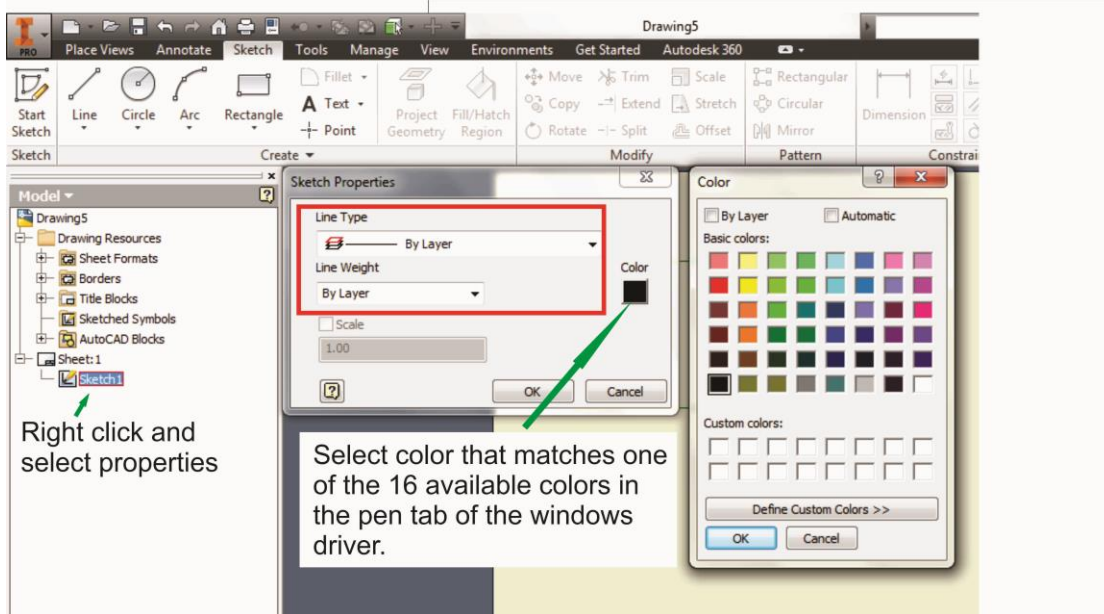 Drawing5
PRO
Place Views Annotate Sketch Tools Manage View Environments Get Started Autodesk 360
Start Sketch
Line
Circle
Arc
Rectangle
Fillet
A Text
Point
Project Geometry
Fill/Hatch Region
Move Trim Scale
Copy Extend Stretch
Rotate Split Offset
Rectangular
Circular
Mirror
Dimension
Sketch
Create
Modify
Pattern
Constrai
Model
Drawing5
Drawing Resources
Sheet Formats
Borders
Title Blocks
Sketched Symbols
AutoCAD Blocks
Sheet:1
Sketch1
Right click and
select properties
Sketch Properties
Line Type
By Layer
Line Weight
By Layer
Color
Scale
1.00
OK Cancel
Select color that matches one
of the 16 available colors in
the pen tab of the windows
driver.
Color
By Layer Automatic
Basic colors:
Custom colors:
Define Custom Colors >>
OK Cancel